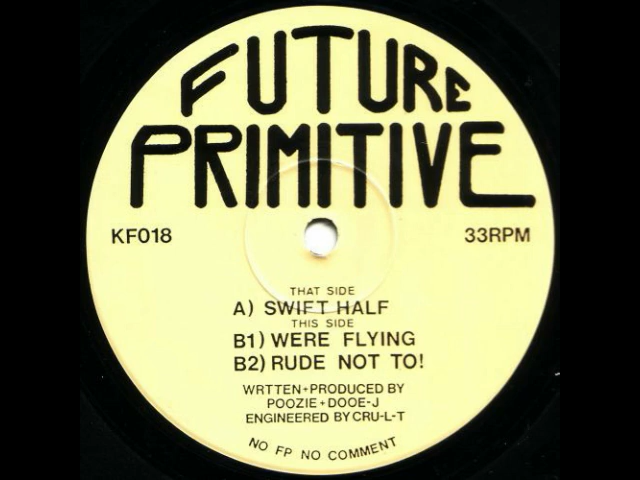 FUTURE
PRIMITIVE
KF018
33RPM
THAT SIDE
A) SWIFT HALF
THIS SIDE
B1) WERE FLYING
B2) RUDE NOT TO!
WRTTEN+PRODUCED BY
POOZIE+DOOE-J
ENGINEERED BY CRU-L-T
NO FP NO COMMENT